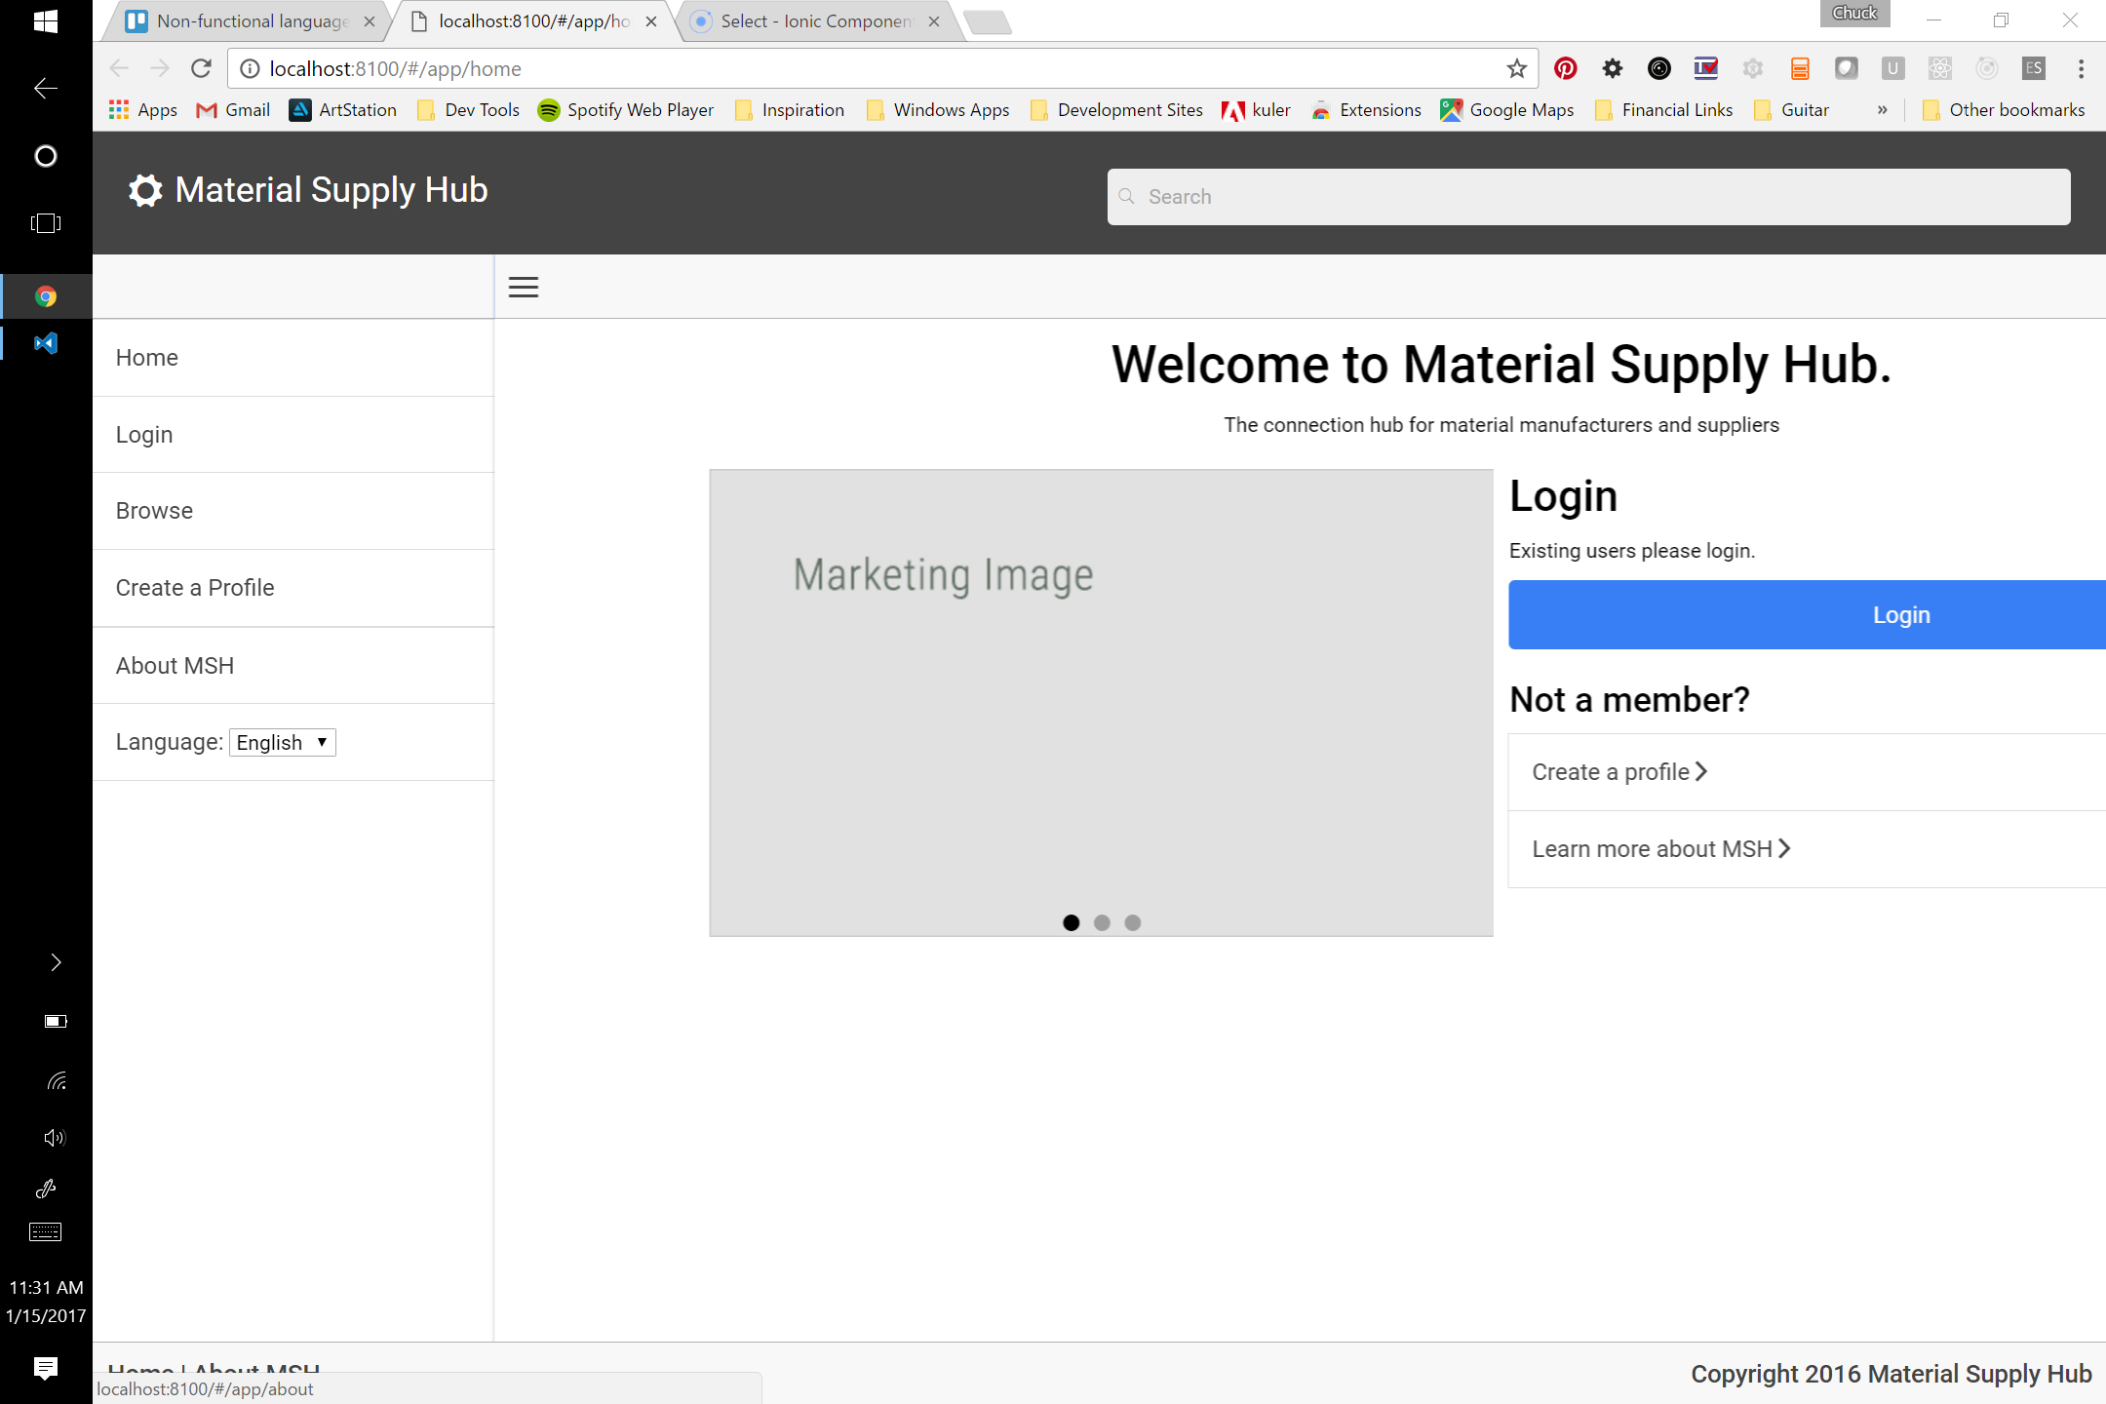 Non-functional language
localhost:8100/#/app/ho
Select - Ionic Componen
Chuck
localhost:8100/#/app/home
Apps
Gmail
ArtStation
Dev Tools
Spotify Web Player
Inspiration
Windows Apps
Development Sites
kuler
Extensions
Google Maps
Financial Links
Guitar
»
Other bookmarks
U
ES
Material Supply Hub
Search
Home
Login
Browse
Create a Profile
About MSH
Language: English
Welcome to Material Supply Hub.
The connection hub for material manufacturers and suppliers
Marketing Image
Login
Existing users please login.
Login
Not a member?
Create a profile
Learn more about MSH
11:31 AM
1/15/2017
Home | About MSH
Copyright 2016 Material Supply Hub
localhost:8100/#/app/about